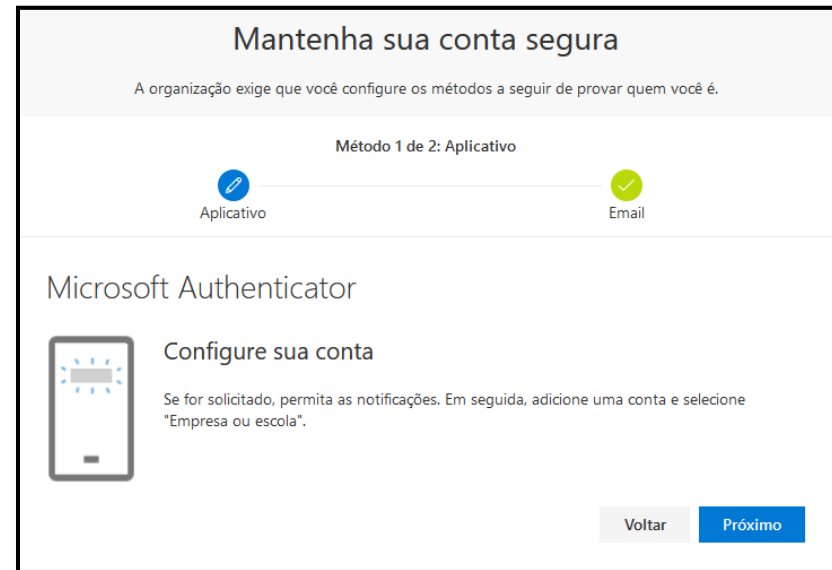 Mantenha sua conta segura
A organização exige que você configure os métodos a seguir de provar quem você é.
Método 1 de 2: Aplicativo
Aplicativo
Email
Microsoft Authenticator
Configure sua conta
Se for solicitado, permita as notificações. Em seguida, adicione uma conta e selecione
"Empresa ou escola".
Voltar
Próximo